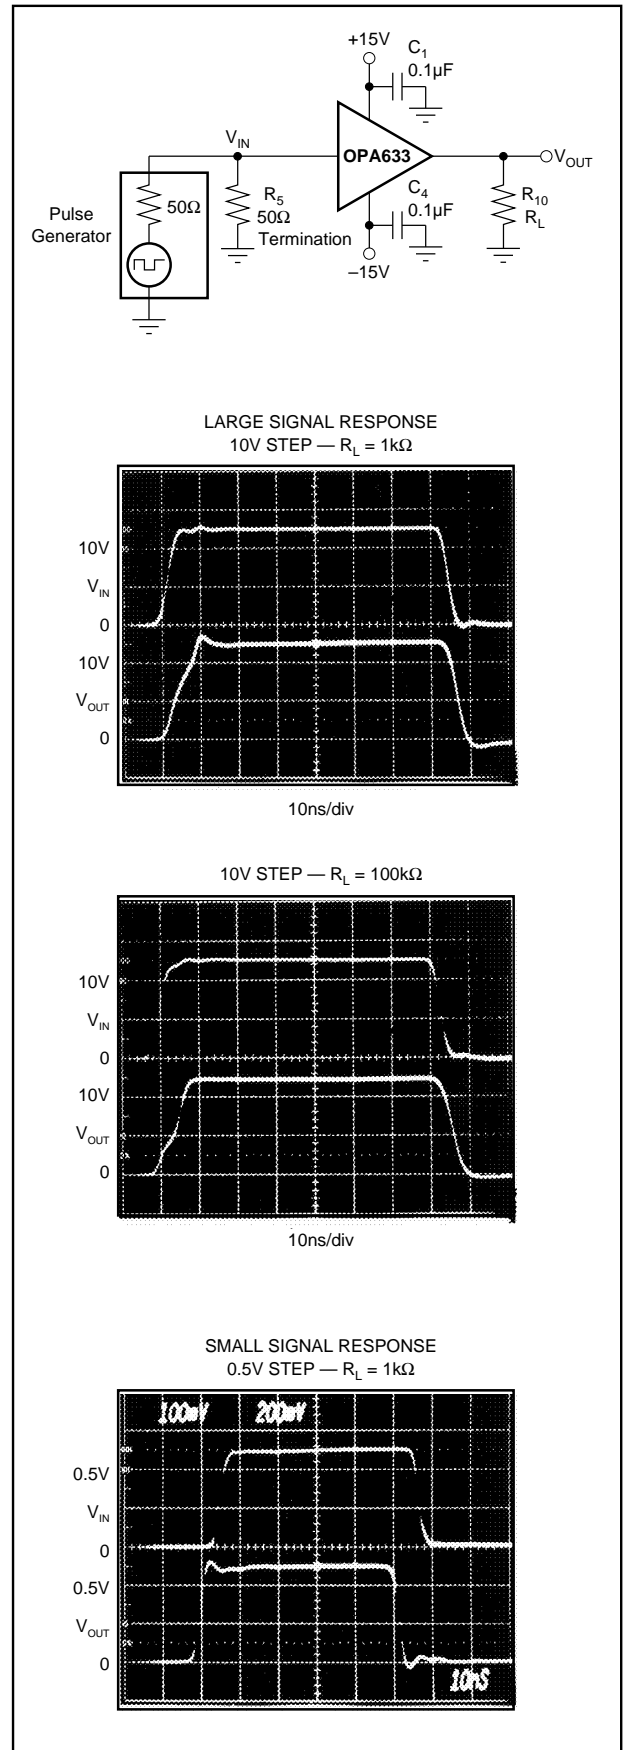 +15V
C1
0.1µF
VIN
OPA633
VOUT
R5
50Ω
50Ω
Termination
C4
0.1µF
R10
RL
Pulse
Generator
–15V
LARGE SIGNAL RESPONSE
10V STEP — RL = 1kΩ
10V
VIN
0
10V
VOUT
0
10ns/div
10V STEP — RL = 100kΩ
10V
VIN
0
10V
VOUT
0
10ns/div
SMALL SIGNAL RESPONSE
0.5V STEP — RL = 1kΩ
100mV 200mV
0.5V
VIN
0
0.5V
VOUT
0
10nS